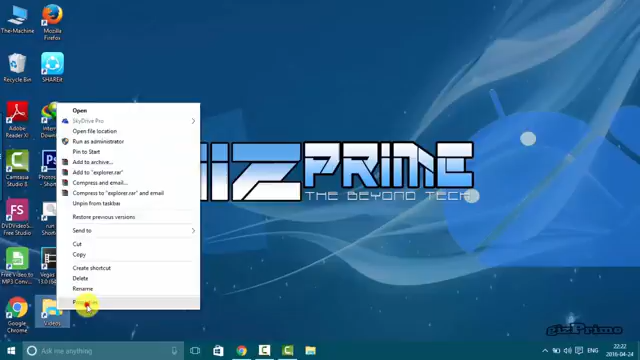 The-Machine
Mozilla
Firefox
Recycle Bin
SHAREit
Adobe
Reader XI
Camtasia
Studio 8
DVDVideoS...
Free Video to
MP3 Conv...
Google
Chrome
Videos
Open
SkyDrive Pro
Open file location
Run as administrator
Pin to Start
Add to archive...
Add to "explorer.rar"
Compress and email...
Compress to "explorer.rar" and email
Unpin from taskbar
Restore previous versions
Send to
Cut
Copy
Create shortcut
Delete
Rename
PRIME
THE BEYOND TECH
gizPrime
Ask me anything
22:22
2016-04-24